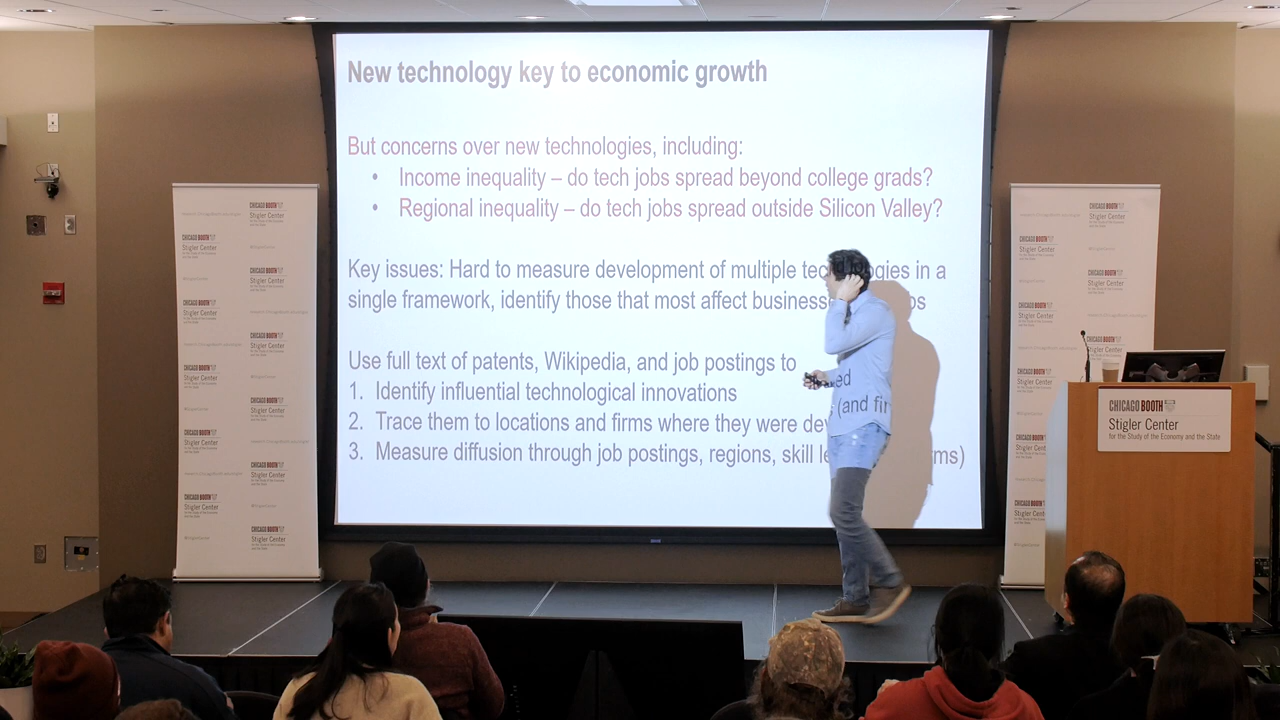 New technology key to economic growth
But concerns over new technologies, including:
• Income inequality – do tech jobs spread beyond college grads?
• Regional inequality – do tech jobs spread outside Silicon Valley?
Key issues: Hard to measure development of multiple technologies in a
single framework, identify those that most affect business
Use full text of patents, Wikipedia, and job postings to
1. Identify influential technological innovations
2. Trace them to locations and firms where they were
3. Measure diffusion through job postings, regions, skill
CHICAGO BOOTH
Stigler Center
for the Study of the Economy and the State